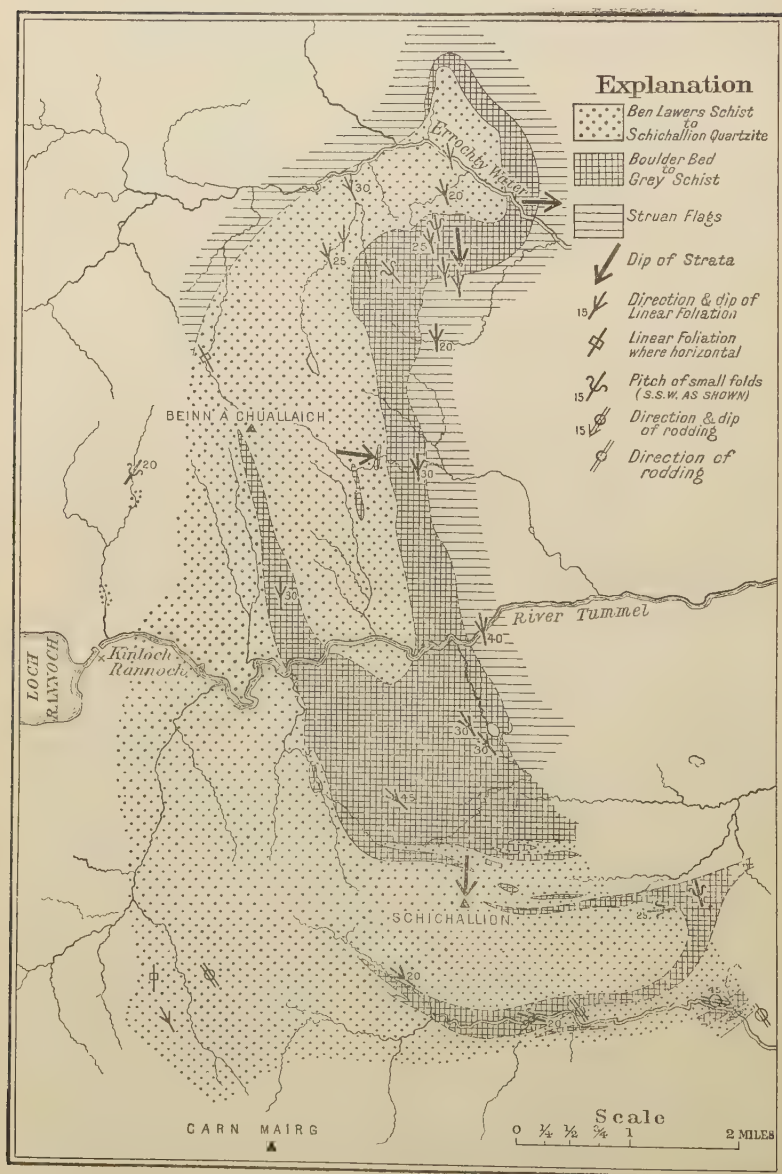 Explanation
Ben Lawers Schist
to
Schichallion Quartzite
Boulder Bed
to
Grey Schist
Struan Flags
Dip of Strata
15 Direction & dip of
Linear Foliation
Linear Foliation
where horizontal
15 Pitch of small folds
(S.S.W. AS SHOWN)
15 Direction & dip
of rodding
Direction of
rodding
Errochty Water
30
20
25
25
20
BEINN A CHUALLAICH
20
30
30
River Tummel
40
LOCH
RANNOCH
Kinloch
Rannoch
30
30
45
SCHICHALLION
25
20
45
20
CARN MAIRG
Scale
0 ¼ ½ ¾ 1 2 MILES